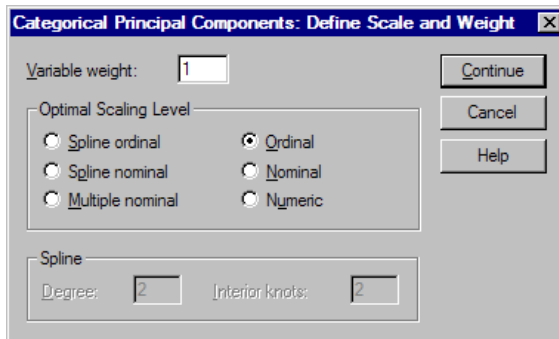 Categorical Principal Components: Define Scale and Weight
Variable weight: 1
Continue
Cancel
Help
Optimal Scaling Level
Spline ordinal Ordinal
Spline nominal Nominal
Multiple nominal Numeric
Spline
Degree: 2 Interior knots: 2